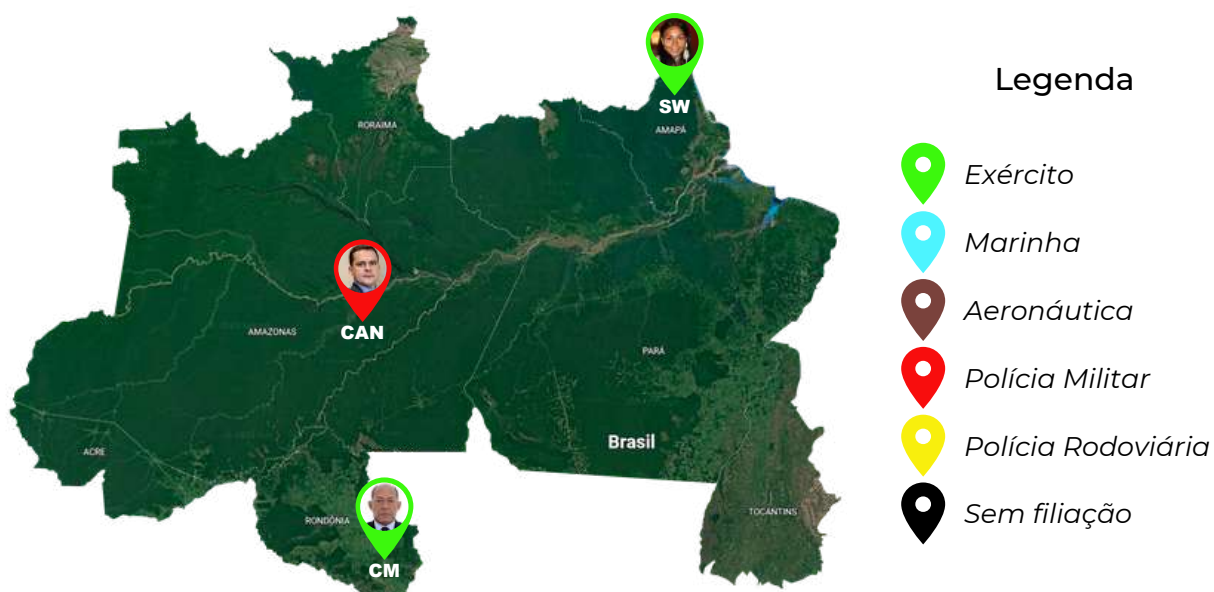 SW
RORAIMA
AMAPÁ
CAN
AMAZONAS
PARÁ
Brasil
ACRE
RONDÔNIA
TOCANTINS
CM
Legenda
Exército
Marinha
Aeronáutica
Polícia Militar
Polícia Rodoviária
Sem filiação